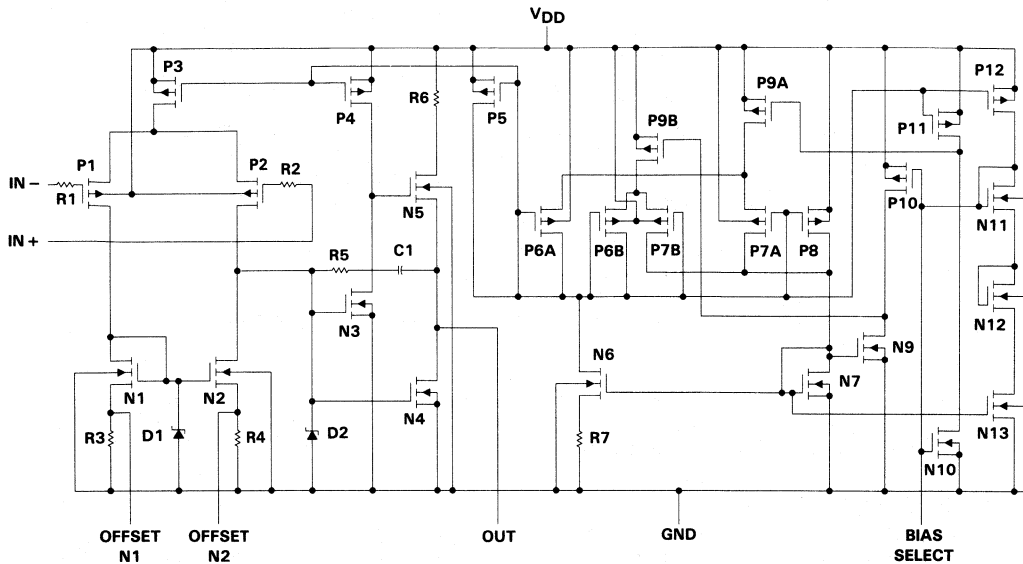 VDD
P3
P4
R6
P5
P9A
P12
P9B
P11
P1
P2
R2
IN −
R1
N5
P10
N11
IN +
P6A
P6B
P7B
P7A
P8
R5
C1
N3
N12
N9
N6
N7
N1
N2
N4
R3
D1
R4
D2
R7
N13
N10
OFFSET
N1
OFFSET
N2
OUT
GND
BIAS
SELECT